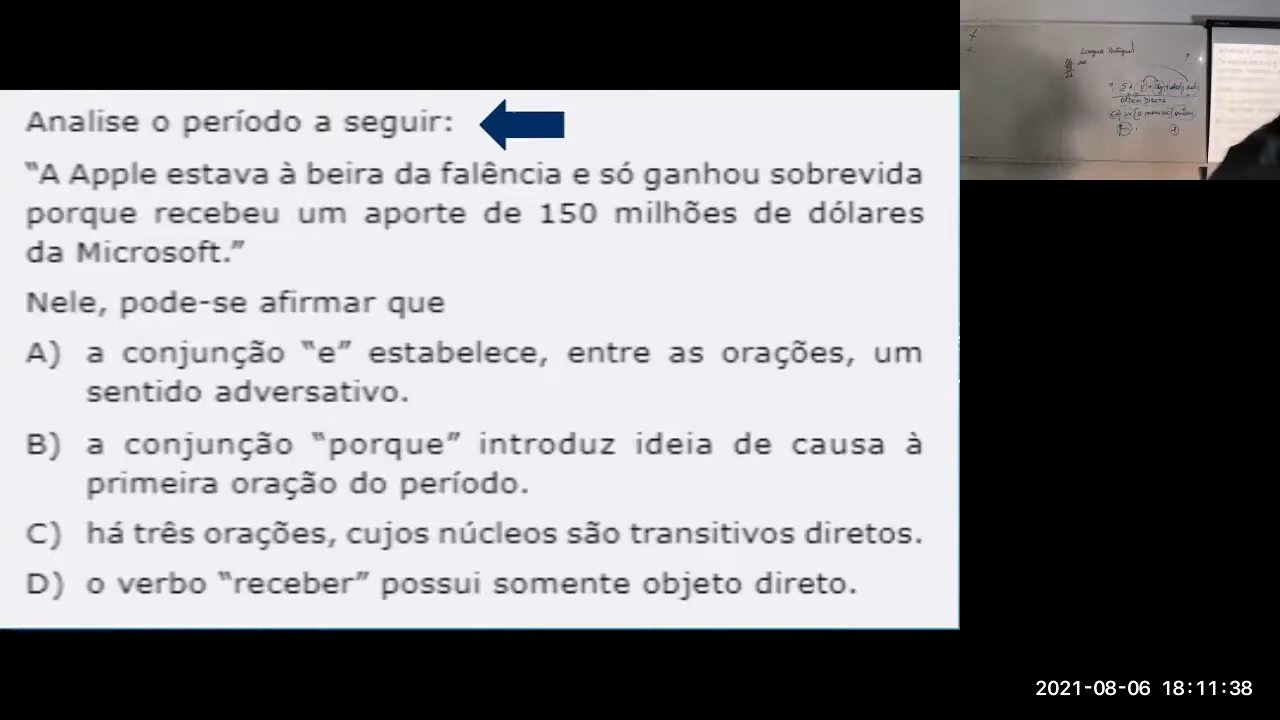 Analise o período a seguir:
“A Apple estava à beira da falência e só ganhou sobrevida
porque recebeu um aporte de 150 milhões de dólares
da Microsoft.”
Nele, pode-se afirmar que
A) a conjunção “e” estabelece, entre as orações, um
sentido adversativo.
B) a conjunção “porque” introduz ideia de causa à
primeira oração do período.
C) há três orações, cujos núcleos são transitivos diretos.
D) o verbo “receber” possui somente objeto direto.
ORDEM DIRETA
2021-08-06 18:11:38